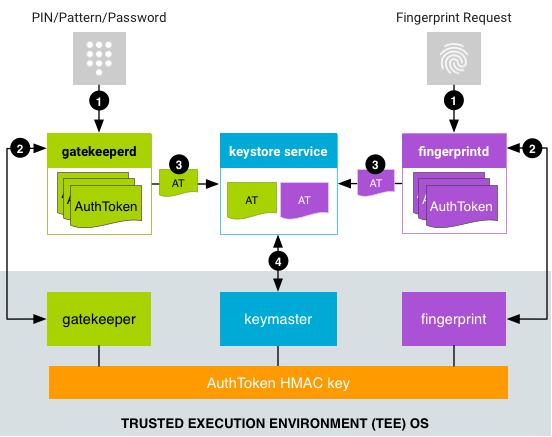 PIN/Pattern/Password
Fingerprint Request
1
1
2
gatekeeperd
keystore service
fingerprintd
2
3
3
AT
AT
A
A
AuthToken
AT
AT
A
A
AuthToken
4
gatekeeper
keymaster
fingerprint
AuthToken HMAC key
TRUSTED EXECUTION ENVIRONMENT (TEE) OS